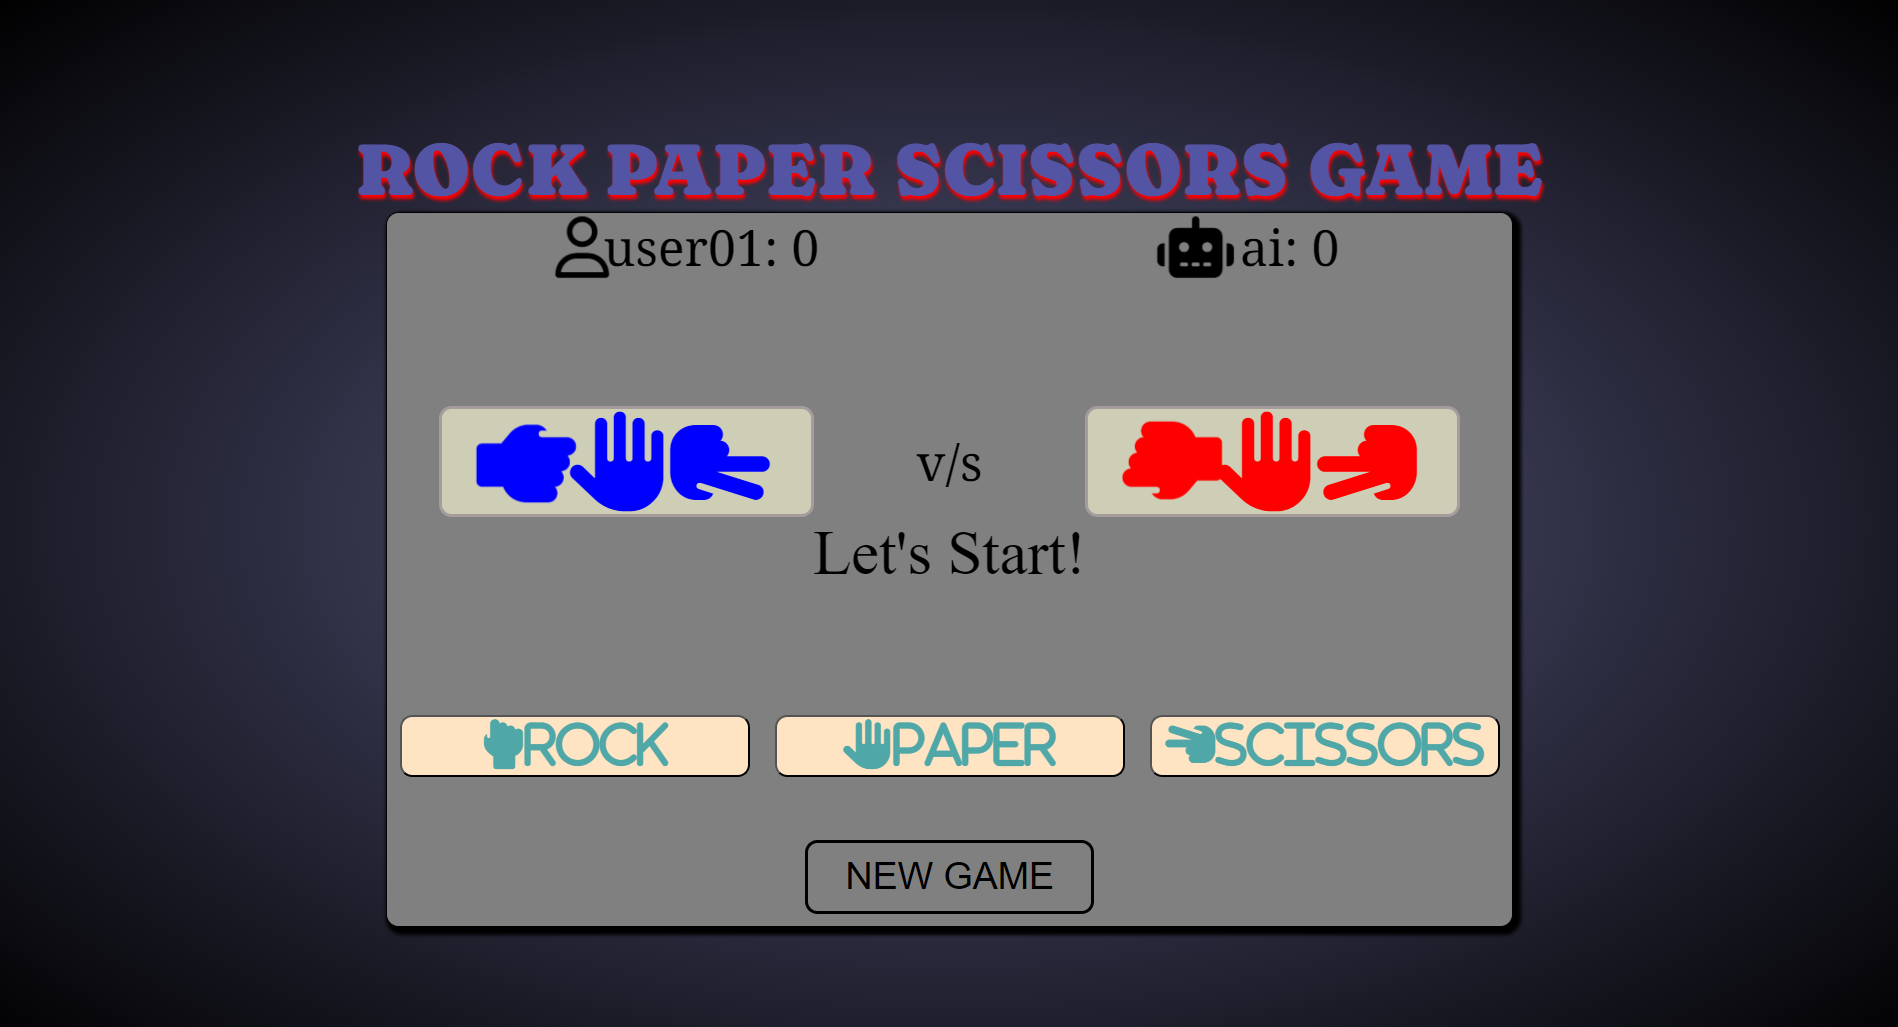 ROCK PAPER SCISSORS GAME
user01: 0 ai: 0
v/s
Let's Start!
ROCK PAPER SCISSORS
NEW GAME